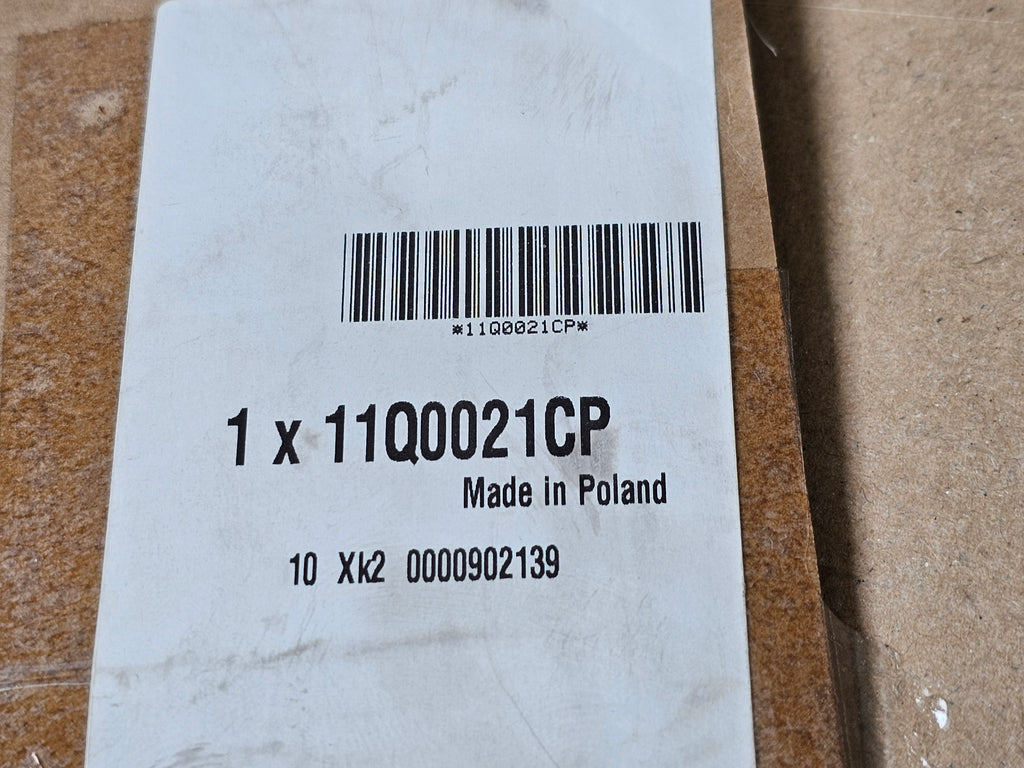 *11Q0021CP*
1 x 11Q0021CP
Made in Poland
10 Xk2 0000902139